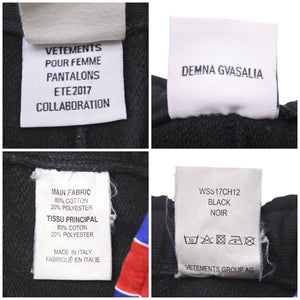 VETEMENTS
POUR FEMME
PANTALONS
ETE2017
COLLABORATION
DEMNA GVASALIA
MAIN FABRIC
80% COTTON
20% POLYESTER
TISSU PRINCIPAL
80% COTON
20% POLYESTER
MADE IN ITALY
FABRIQUÉ EN ITALIE
WSS17CH12
BLACK
NOIR
VETEMENTS GROUP AG